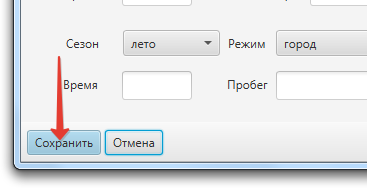 Сезон лето Режим город
Время Пробег
Сохранить Отмена